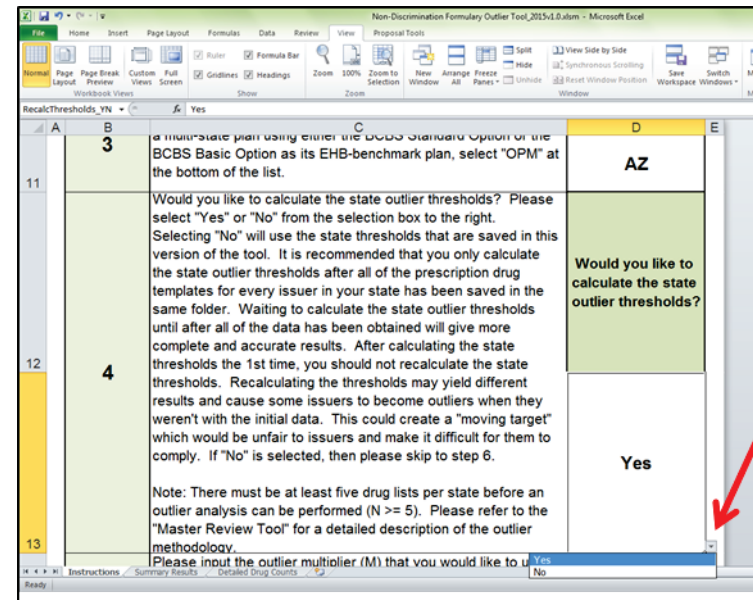 Non-Discrimination Formulary Outlier Tool_2015v1.0.xlsm - Microsoft Excel
File Home Insert Page Layout Formulas Data Review View Proposal Tools
Normal Page Layout Page Break Preview Custom Views Full Screen
Workbook Views
Ruler Formula Bar
Gridlines Headings
Show
Zoom 100% Zoom to Selection
Zoom
New Window Arrange All Freeze Panes
Split
Hide
Unhide
View Side by Side
Synchronous Scrolling
Reset Window Position
Window
Save Workspace Switch Windows
RecalcThresholds_YN fx Yes
A B C D E
11
3
a multi-state plan using either the BCBS Standard Option or the
BCBS Basic Option as its EHB-benchmark plan, select "OPM" at
the bottom of the list.
AZ
12
13
4
Would you like to calculate the state outlier thresholds? Please
select "Yes" or "No" from the selection box to the right.
Selecting "No" will use the state thresholds that are saved in this
version of the tool. It is recommended that you only calculate
the state outlier thresholds after all of the prescription drug
templates for every issuer in your state has been saved in the
same folder. Waiting to calculate the state outlier thresholds
until after all of the data has been obtained will give more
complete and accurate results. After calculating the state
thresholds the 1st time, you should not recalculate the state
thresholds. Recalculating the thresholds may yield different
results and cause some issuers to become outliers when they
weren't with the initial data. This could create a "moving target"
which would be unfair to issuers and make it difficult for them to
comply. If "No" is selected, then please skip to step 6.
Note: There must be at least five drug lists per state before an
outlier analysis can be performed (N >= 5). Please refer to the
"Master Review Tool" for a detailed description of the outlier
methodology.
Would you like to
calculate the state
outlier thresholds?
Yes
Please input the outlier multiplier (M) that you would like to u
Yes
No
Instructions Summary Results Detailed Drug Counts
Ready